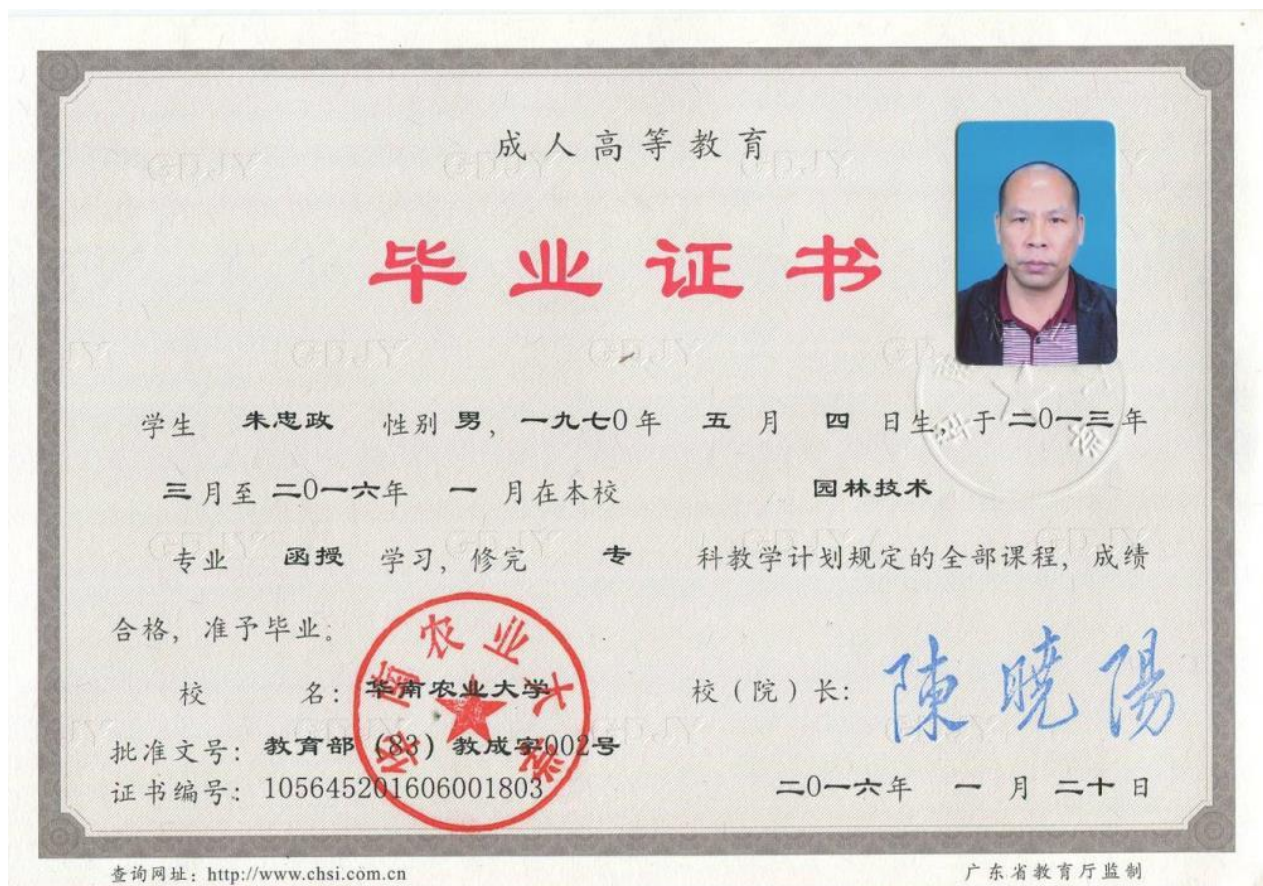 成人高等教育
毕业证书
学生 朱忠政 性别 男，一九七0年 五 月 四 日生，于二0一三年
三月至 二0一六年 一 月在本校 园林技术
专业 函授 学习，修完 专 科教学计划规定的全部课程，成绩
合格，准予毕业。
华南农业大学
校 名：华南农业大学 校（院）长：陳曉陽
批准文号：教育部（83）教成字002号
证书编号：105645201606001803 二0一六年 一 月 二十 日
查询网址：http://www.chsi.com.cn 广东省教育厅监制
GDJY